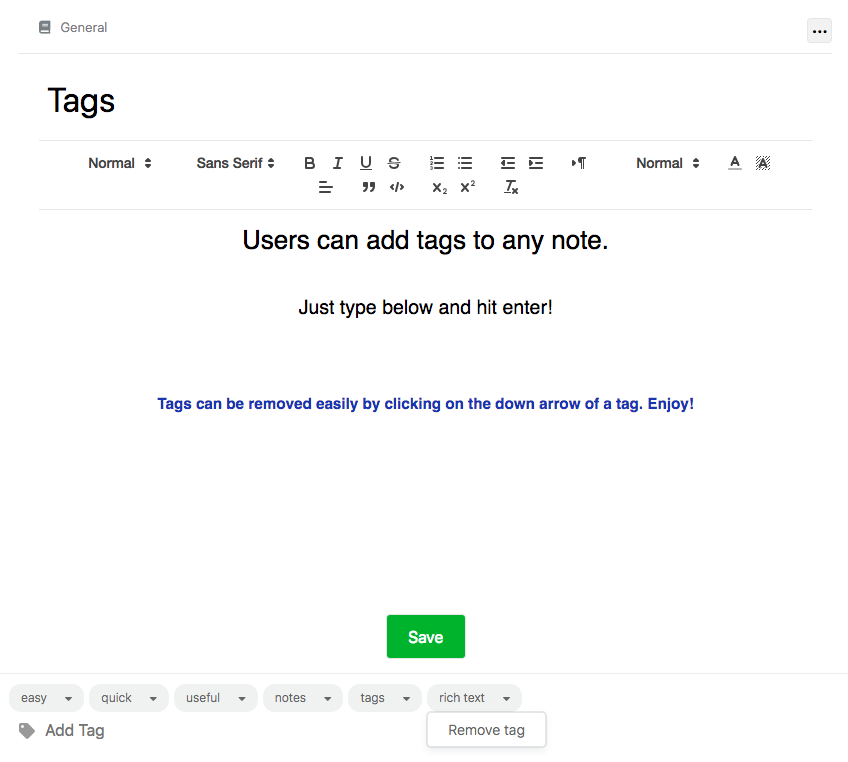 General
Tags
Normal Sans Serif Normal
Users can add tags to any note.
Just type below and hit enter!
Tags can be removed easily by clicking on the down arrow of a tag. Enjoy!
Save
easy quick useful notes tags rich text
Add Tag
Remove tag